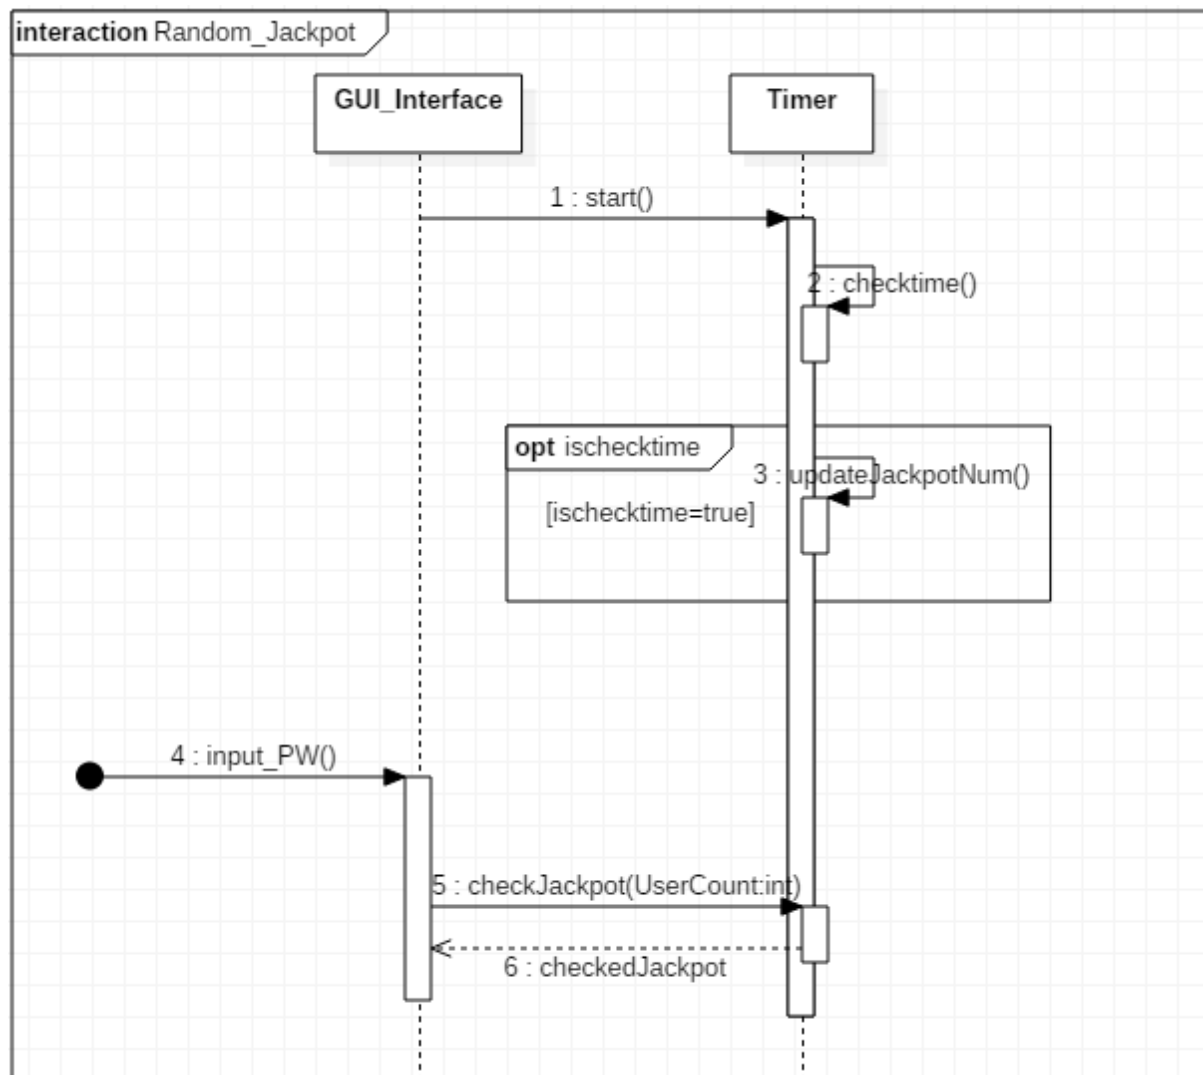 interaction Random_Jackpot
GUI_Interface
Timer
1 : start()
2 : checktime()
opt ischecktime
3 : updateJackpotNum()
[ischecktime=true]
4 : input_PW()
5 : checkJackpot(UserCount:int)
6 : checkedJackpot